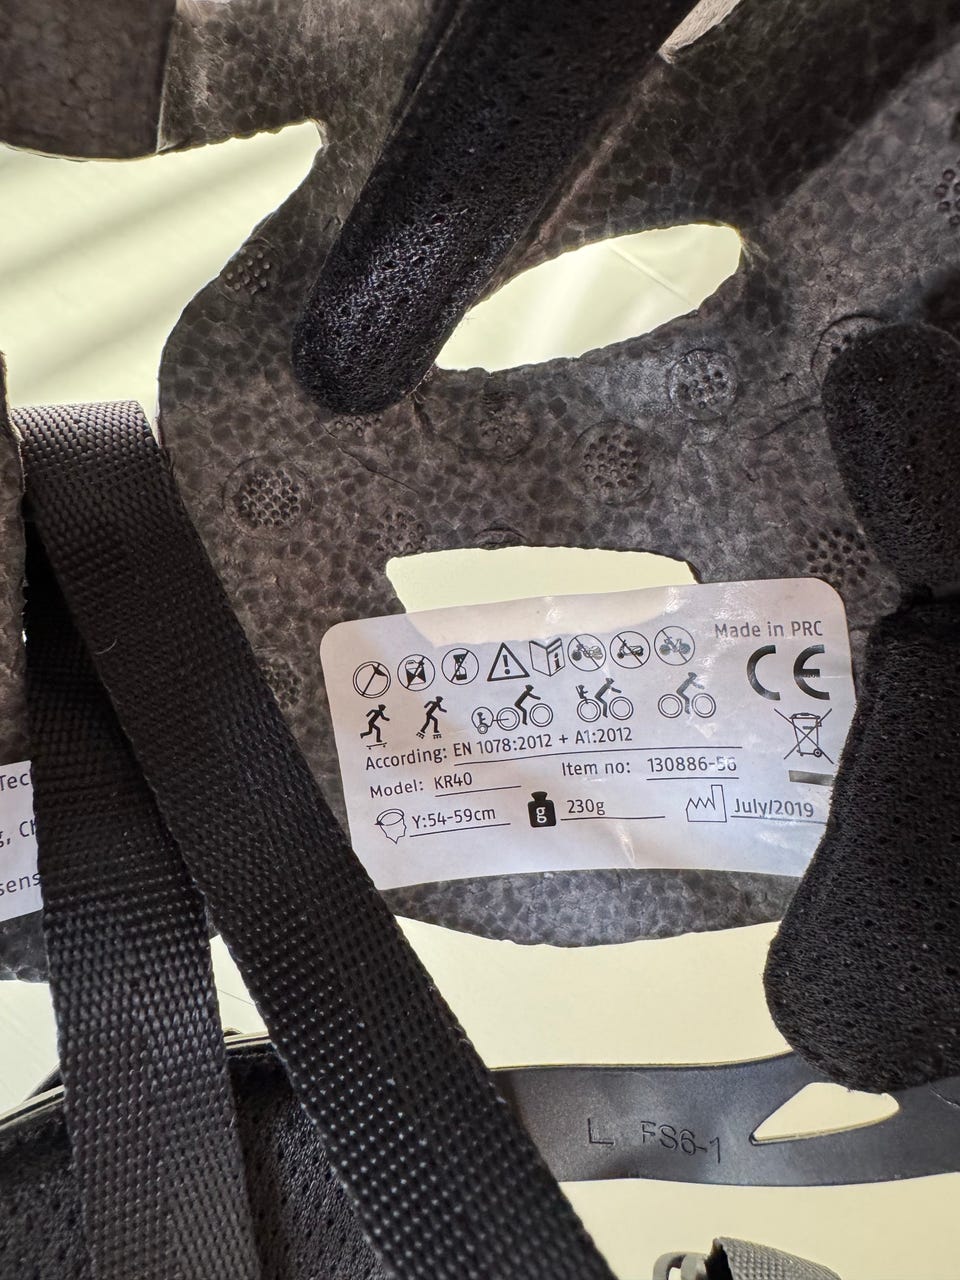 Made in PRC
CE
According: EN 1078:2012 + A1:2012
Model: KR40
Item no: 130886-56
Y:54-59cm
g
230g
July/2019
L FS6-1